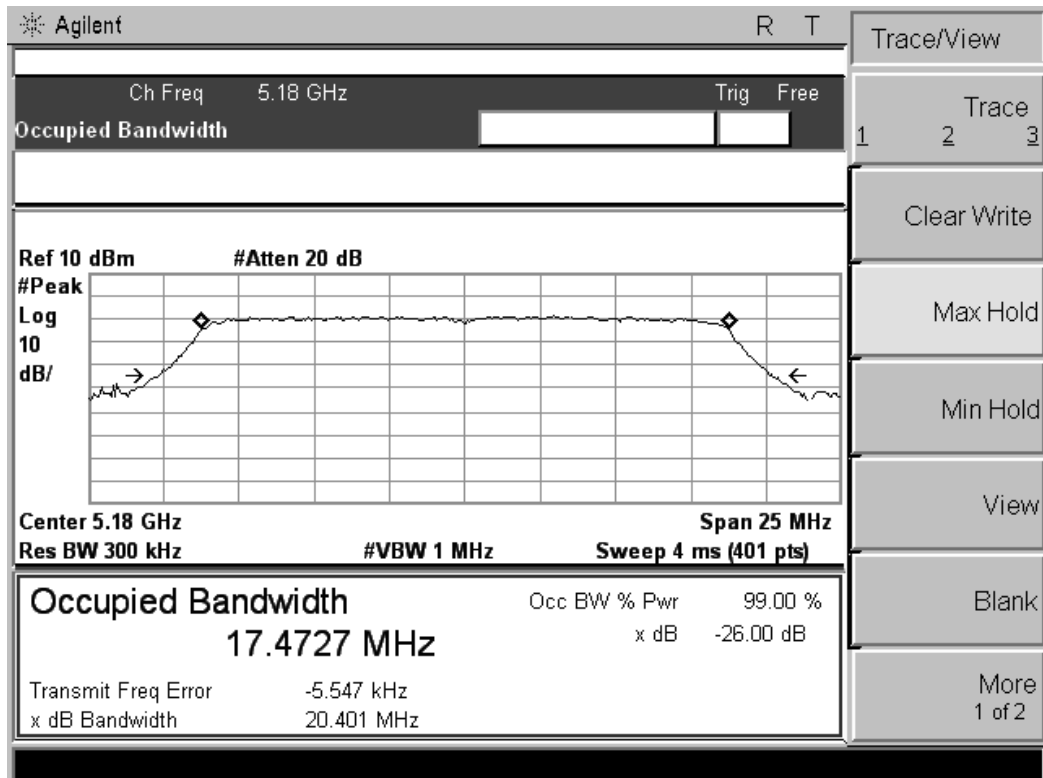 Agilent R T
Trace/View
Ch Freq 5.18 GHz Trig Free
Occupied Bandwidth
Trace
1 2 3
Clear Write
Ref 10 dBm #Atten 20 dB
#Peak
Log
10
dB/
Max Hold
Min Hold
Center 5.18 GHz Span 25 MHz
Res BW 300 kHz #VBW 1 MHz Sweep 4 ms (401 pts)
View
Occupied Bandwidth Occ BW % Pwr 99.00 %
17.4727 MHz x dB -26.00 dB
Blank
Transmit Freq Error -5.547 kHz
x dB Bandwidth 20.401 MHz
More
1 of 2